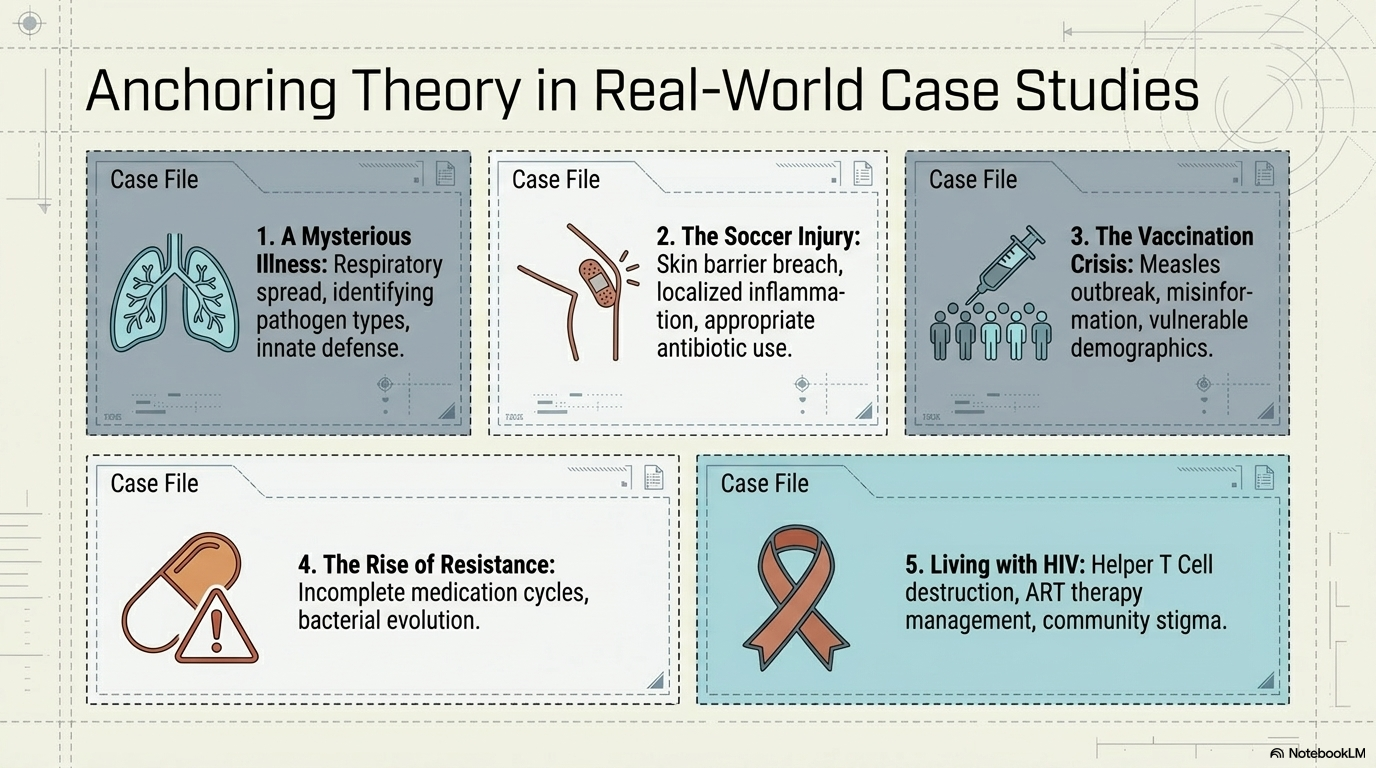 Anchoring Theory in Real-World Case Studies
Case File
1. A Mysterious
Illness: Respiratory
spread, identifying
pathogen types,
innate defense.
Case File
2. The Soccer Injury:
Skin barrier breach,
localized inflamma-
tion, appropriate
antibiotic use.
Case File
3. The Vaccination
Crisis: Measles
outbreak, misinfor-
mation, vulnerable
demographics.
Case File
4. The Rise of Resistance:
Incomplete medication cycles,
bacterial evolution.
Case File
5. Living with HIV: Helper T Cell
destruction, ART therapy
management, community stigma.
NotebookLM